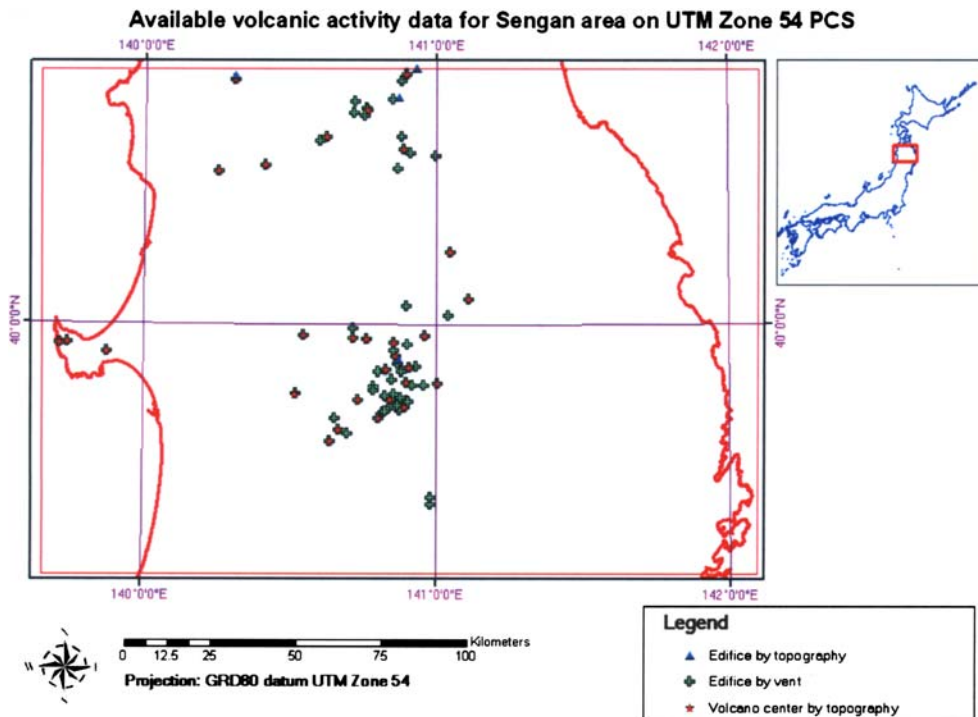 Available volcanic activity data for Sengan area on UTM Zone 54 PCS
140°0'0"E 141°0'0"E 142°0'0"E
40°0'0"N 40°0'0"N
140°0'0"E 141°0'0"E 142°0'0"E
Kilometers
0 12.5 25 50 75 100
Projection: GRD80 datum UTM Zone 54
Legend
Edifice by topography
Edifice by vent
Volcano center by topography